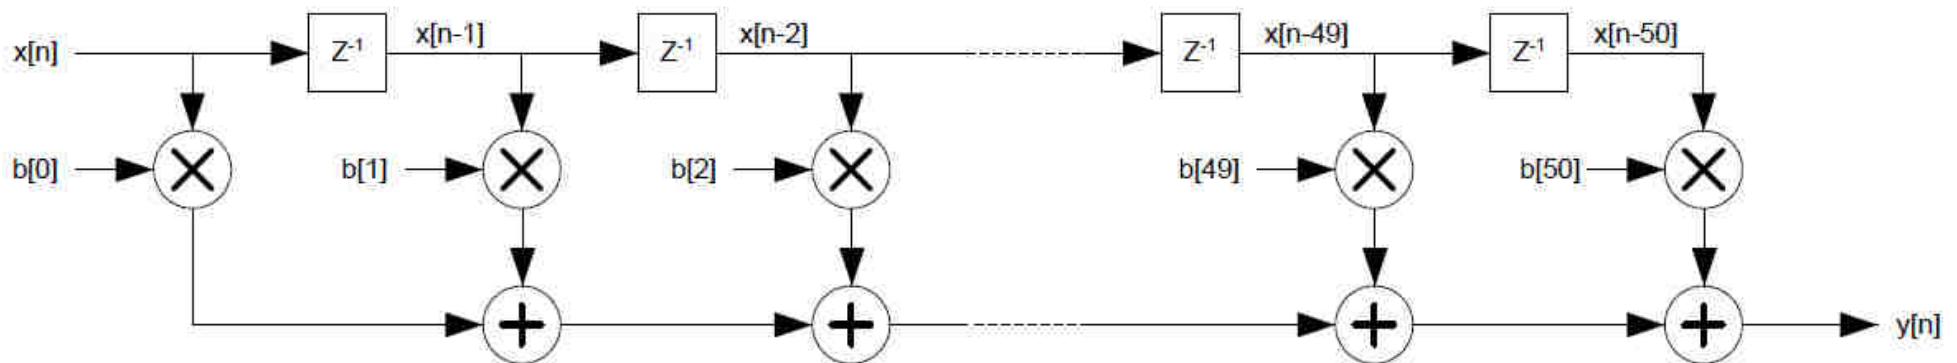 x[n] Z-1 x[n-1] Z-1 x[n-2] Z-1 x[n-49] Z-1 x[n-50]
b[0] b[1] b[2] b[49] b[50]
y[n]